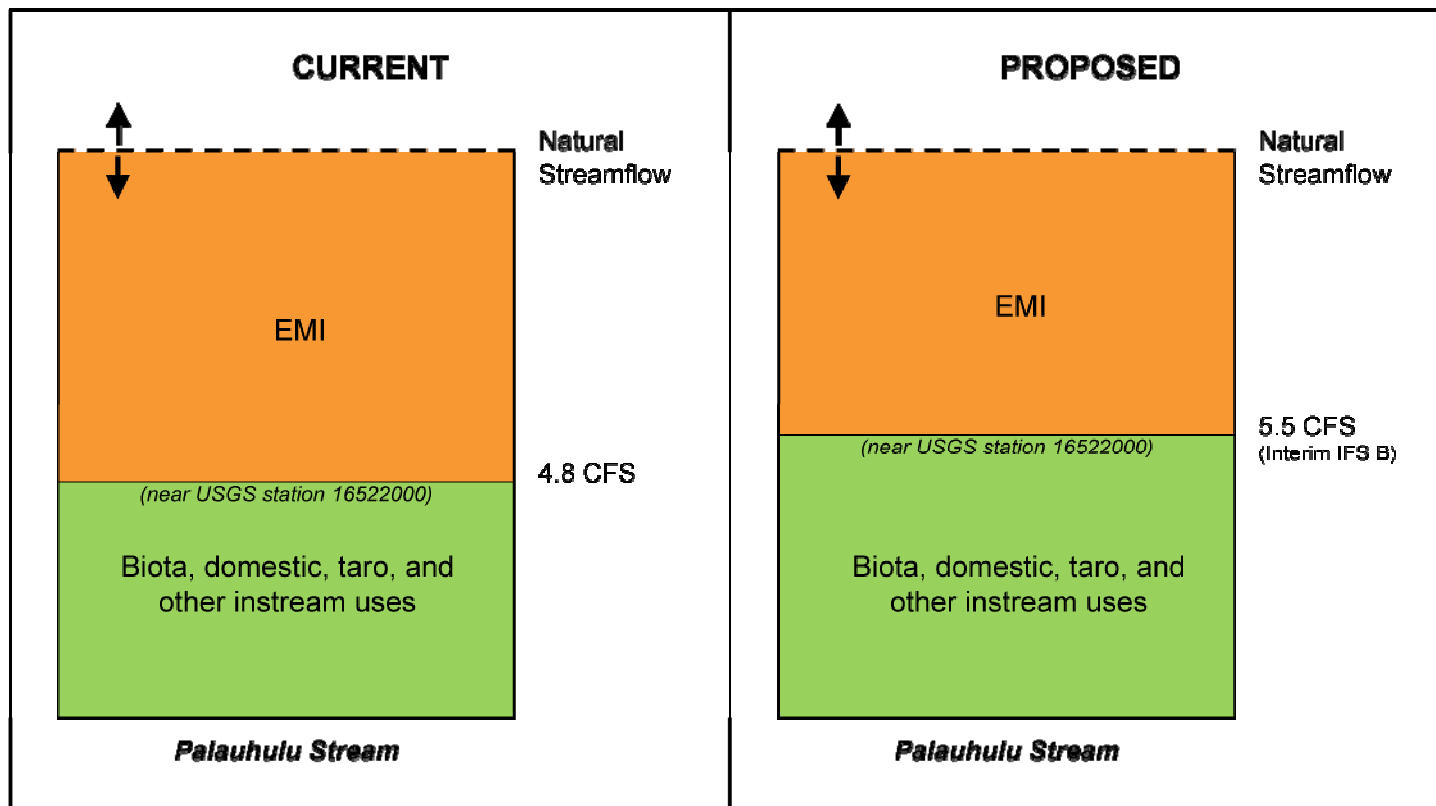 CURRENT
Natural
Streamflow
EMI
4.8 CFS
(near USGS station 16522000)
Biota, domestic, taro, and
other instream uses
Palauhulu Stream
PROPOSED
Natural
Streamflow
EMI
5.5 CFS
(Interim IFS B)
(near USGS station 16522000)
Biota, domestic, taro, and
other instream uses
Palauhulu Stream